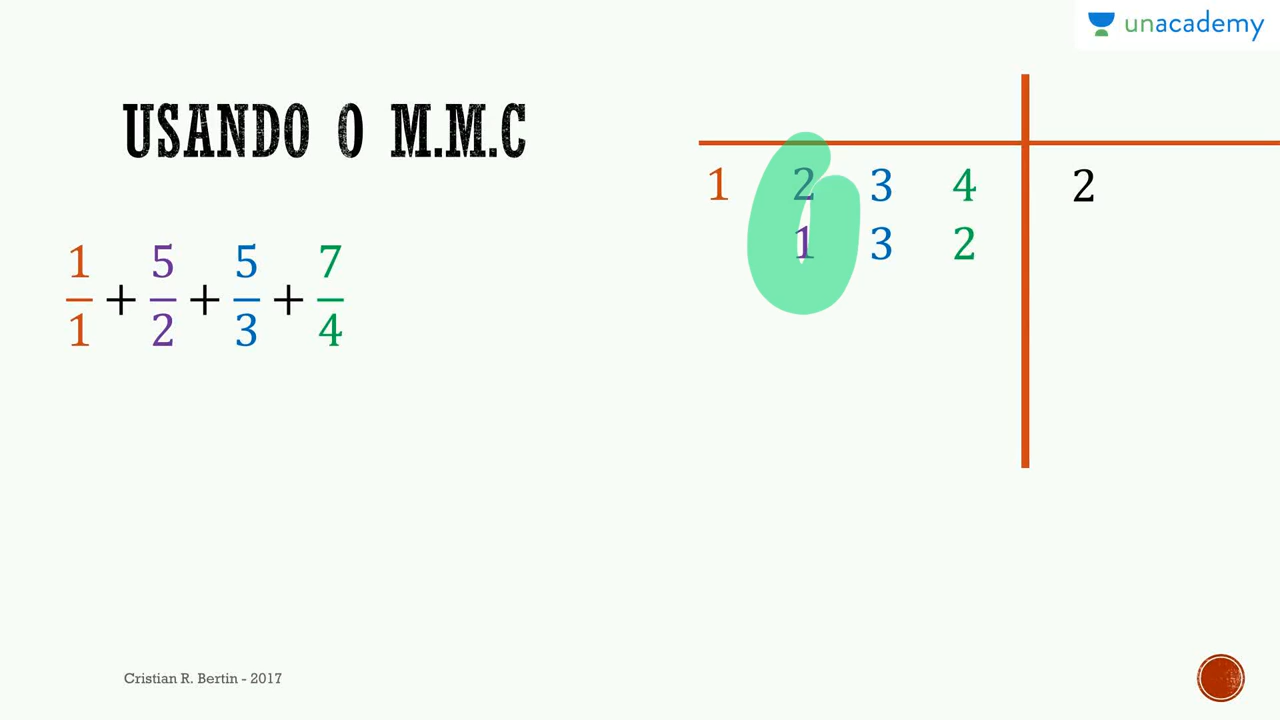 unacademy
USANDO O M.M.C
1/1 + 5/2 + 5/3 + 7/4
1 2 3 4 2
1 3 2
Cristian R. Bertin - 2017